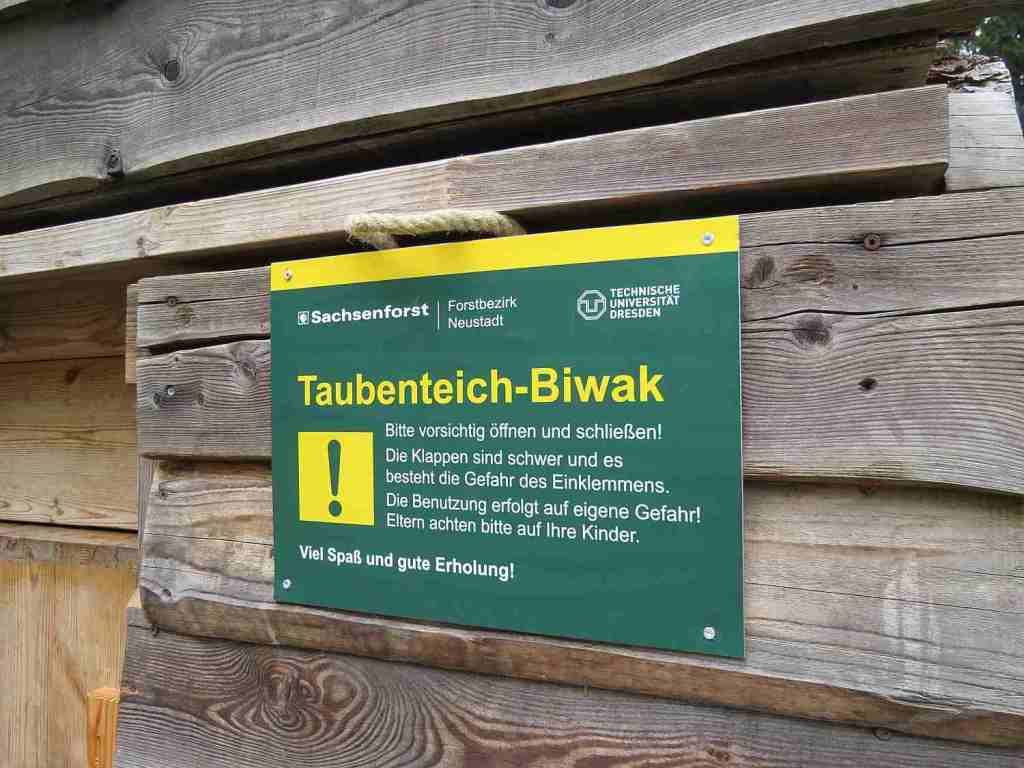 Sachsenforst
Forstbezirk
Neustadt
TECHNISCHE
UNIVERSITÄT
DRESDEN
Taubenteich-Biwak
!
Bitte vorsichtig öffnen und schließen!
Die Klappen sind schwer und es
besteht die Gefahr des Einklemmens.
Die Benutzung erfolgt auf eigene Gefahr!
Eltern achten bitte auf Ihre Kinder.
Viel Spaß und gute Erholung!